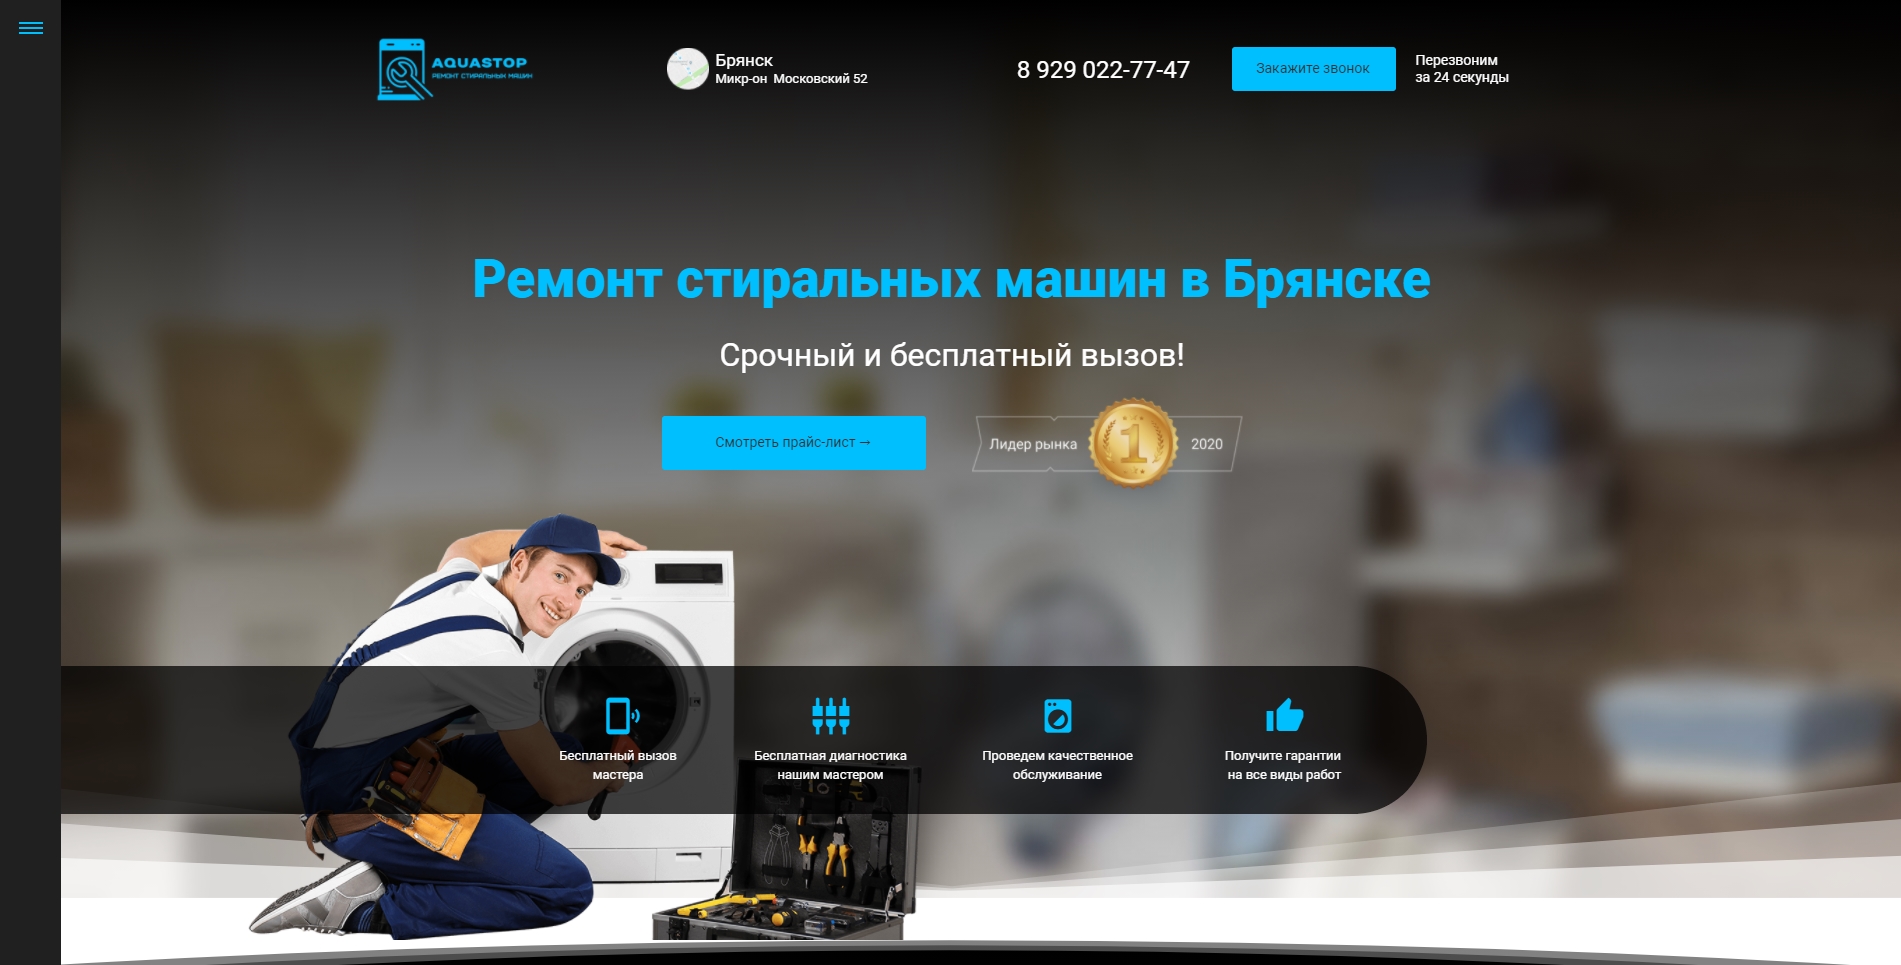 AQUASTOP
РЕМОНТ СТИРАЛЬНЫХ МАШИН
Брянск
Микр-он Московский 52
8 929 022-77-47
Закажите звонок
Перезвоним
за 24 секунды
Ремонт стиральных машин в Брянске
Срочный и бесплатный вызов!
Смотреть прайс-лист →
Лидер рынка
1
2020
Бесплатный вызов
мастера
Бесплатная диагностика
нашим мастером
Проведем качественное
обслуживание
Получите гарантии
на все виды работ